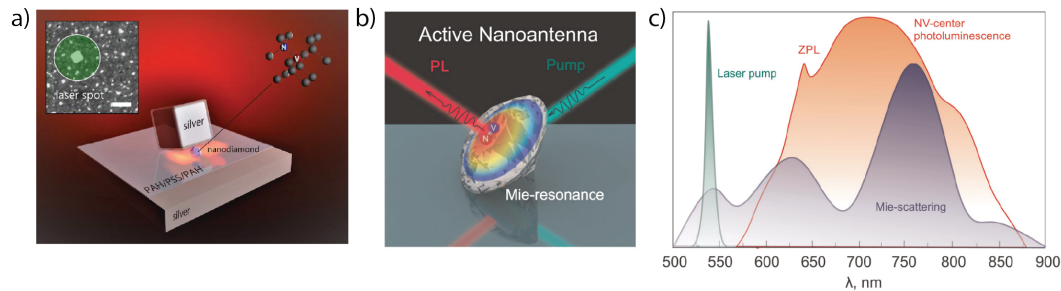 a)
laser spot
N
V
silver
nanodiamond
PAH/PSS/PAH
silver
b)
Active Nanoantenna
PL
Pump
V
N
Mie-resonance
c)
NV-center
photoluminescence
ZPL
Laser pump
Mie-scattering
500 550 600 650 700 750 800 850 900
λ, nm